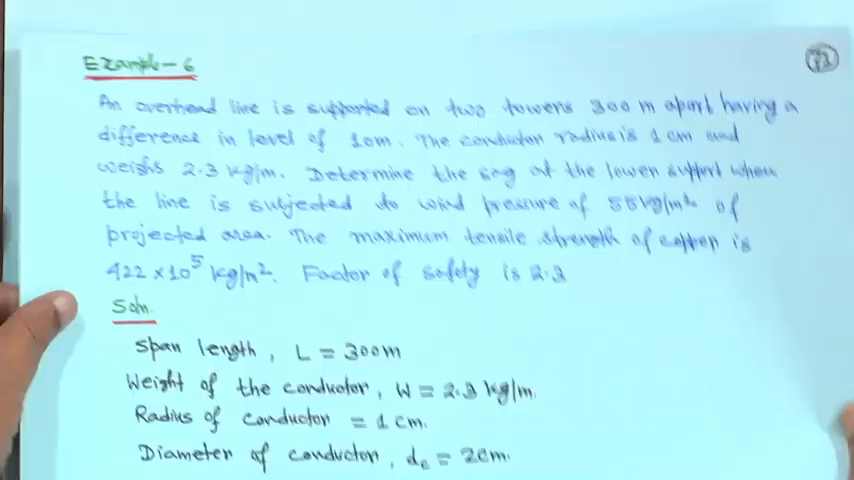 Example-6
72
An overhead line is supported on two towers 300 m apart having a
difference in level of 10m. The conductor radius is 1 cm and
weighs 2.3 kg/m. Determine the sag at the lower support when
the line is subjected to wind pressure of 55kg/m² of
projected area. The maximum tensile strength of copper is
422 x10⁵ kg/m². Factor of safety is 2.3
Soln.
Span length, L = 300m
Weight of the conductor, W = 2.3 kg/m.
Radius of conductor = 1 cm.
Diameter of conductor, dc = 2cm.